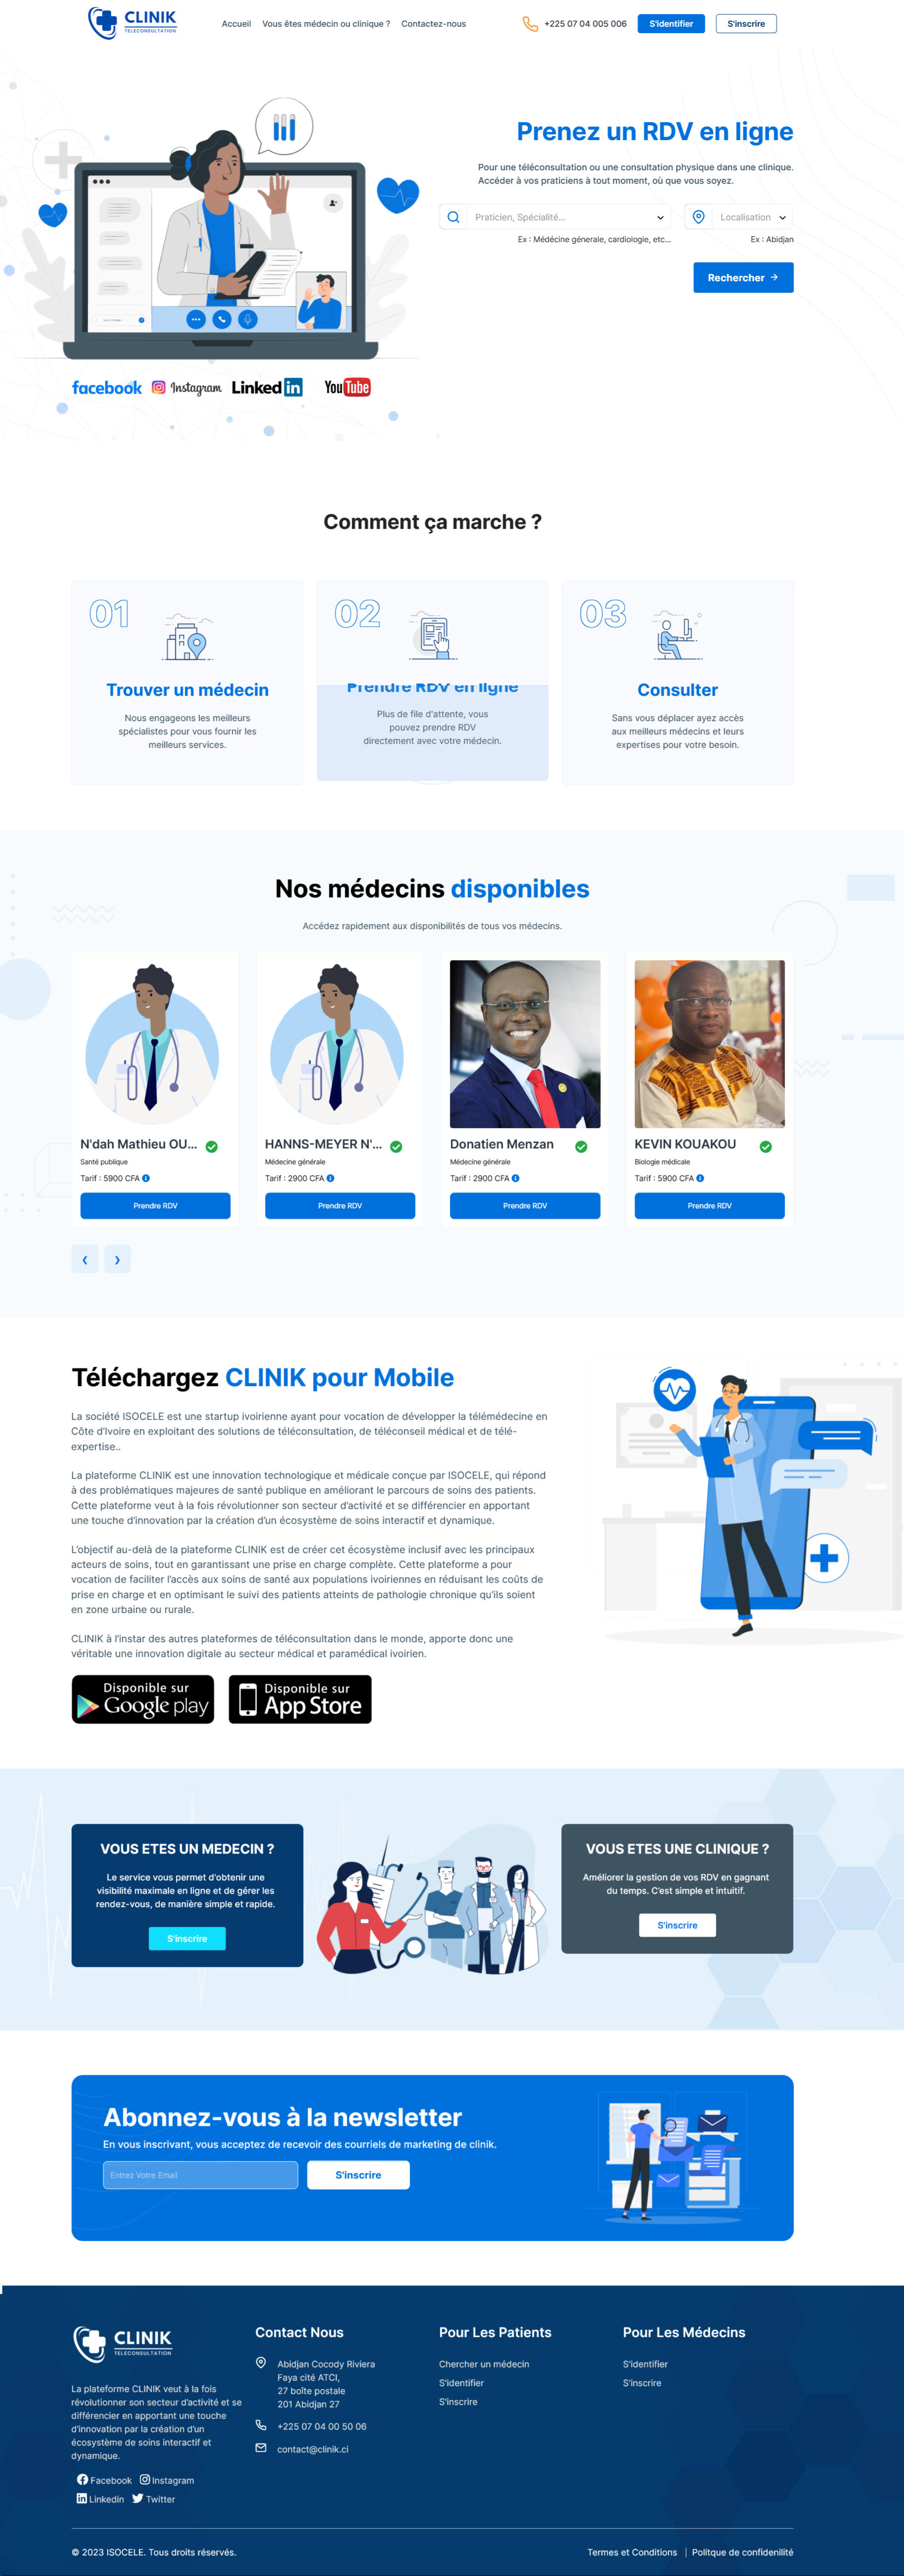 CLINIK
TELECONSULTATION
Accueil
Vous êtes médecin ou clinique ?
Contactez-nous
+225 07 04 005 006
S'identifier
S'inscrire
Prenez un RDV en ligne
Pour une téléconsultation ou une consultation physique dans une clinique.
Accéder à vos praticiens à tout moment, où que vous soyez.
Praticien, Spécialité...
Localisation
Ex : Médécine génerale, cardiologie, etc...
Ex : Abidjan
Rechercher
facebook
Instagram
Linked in
YouTube
Comment ça marche ?
01
02
03
Trouver un médecin
Nous engageons les meilleurs
spécialistes pour vous fournir les
meilleurs services.
Prendre RDV en ligne
Plus de file d'attente, vous
pouvez prendre RDV
directement avec votre médecin.
Consulter
Sans vous déplacer ayez accès
aux meilleurs médecins et leurs
expertises pour votre besoin.
Nos médecins disponibles
Accédez rapidement aux disponibilités de tous vos médecins.
N'dah Mathieu OU...
Santé publique
Tarif : 5900 CFA
Prendre RDV
HANNS-MEYER N'...
Médecine générale
Tarif : 2900 CFA
Prendre RDV
Donatien Menzan
Médecine générale
Tarif : 2900 CFA
Prendre RDV
KEVIN KOUAKOU
Biologie médicale
Tarif : 5900 CFA
Prendre RDV
Téléchargez CLINIK pour Mobile
La société ISOCELE est une startup ivoirienne ayant pour vocation de développer la télémédecine en
Côte d'Ivoire en exploitant des solutions de téléconsultation, de téléconseil médical et de télé-
expertise..
La plateforme CLINIK est une innovation technologique et médicale conçue par ISOCELE, qui répond
à des problématiques majeures de santé publique en améliorant le parcours de soins des patients.
Cette plateforme veut à la fois révolutionner son secteur d'activité et se différencier en apportant
une touche d'innovation par la création d'un écosystème de soins interactif et dynamique.
L'objectif au-delà de la plateforme CLINIK est de créer cet écosystème inclusif avec les principaux
acteurs de soins, tout en garantissant une prise en charge complète. Cette plateforme a pour
vocation de faciliter l'accès aux soins de santé aux populations ivoiriennes en réduisant les coûts de
prise en charge et en optimisant le suivi des patients atteints de pathologie chronique qu'ils soient
en zone urbaine ou rurale.
CLINIK à l'instar des autres plateformes de téléconsultation dans le monde, apporte donc une
véritable une innovation digitale au secteur médical et paramédical ivoirien.
Disponible sur
Google play
Disponible sur
App Store
VOUS ETES UN MEDECIN ?
Le service vous permet d'obtenir une
visibilité maximale en ligne et de gérer les
rendez-vous, de manière simple et rapide.
S'inscrire
VOUS ETES UNE CLINIQUE ?
Améliorer la gestion de vos RDV en gagnant
du temps. C'est simple et intuitif.
S'inscrire
Abonnez-vous à la newsletter
En vous inscrivant, vous acceptez de recevoir des courriels de marketing de clinik.
Entrez Votre Email
S'inscrire
CLINIK
TELECONSULTATION
La plateforme CLINIK veut à la fois
révolutionner son secteur d'activité et se
différencier en apportant une touche
d'innovation par la création d'un
écosystème de soins interactif et
dynamique.
Facebook
Instagram
Linkedin
Twitter
Contact Nous
Abidjan Cocody Riviera
Faya cité ATCI,
27 boîte postale
201 Abidjan 27
+225 07 04 00 50 06
contact@clinik.ci
Pour Les Patients
Chercher un médecin
S'identifier
S'inscrire
Pour Les Médecins
S'identifier
S'inscrire
© 2023 ISOCELE. Tous droits réservés.
Termes et Conditions | Politque de confidenilité